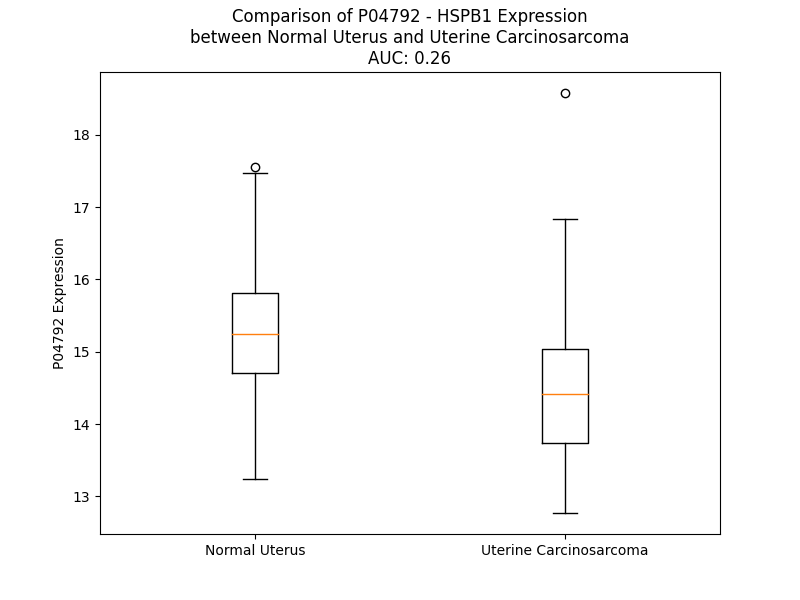 Comparison of P04792 - HSPB1 Expression
between Normal Uterus and Uterine Carcinosarcoma
AUC: 0.26
P04792 Expression
18
17
16
15
14
13
Normal Uterus
Uterine Carcinosarcoma